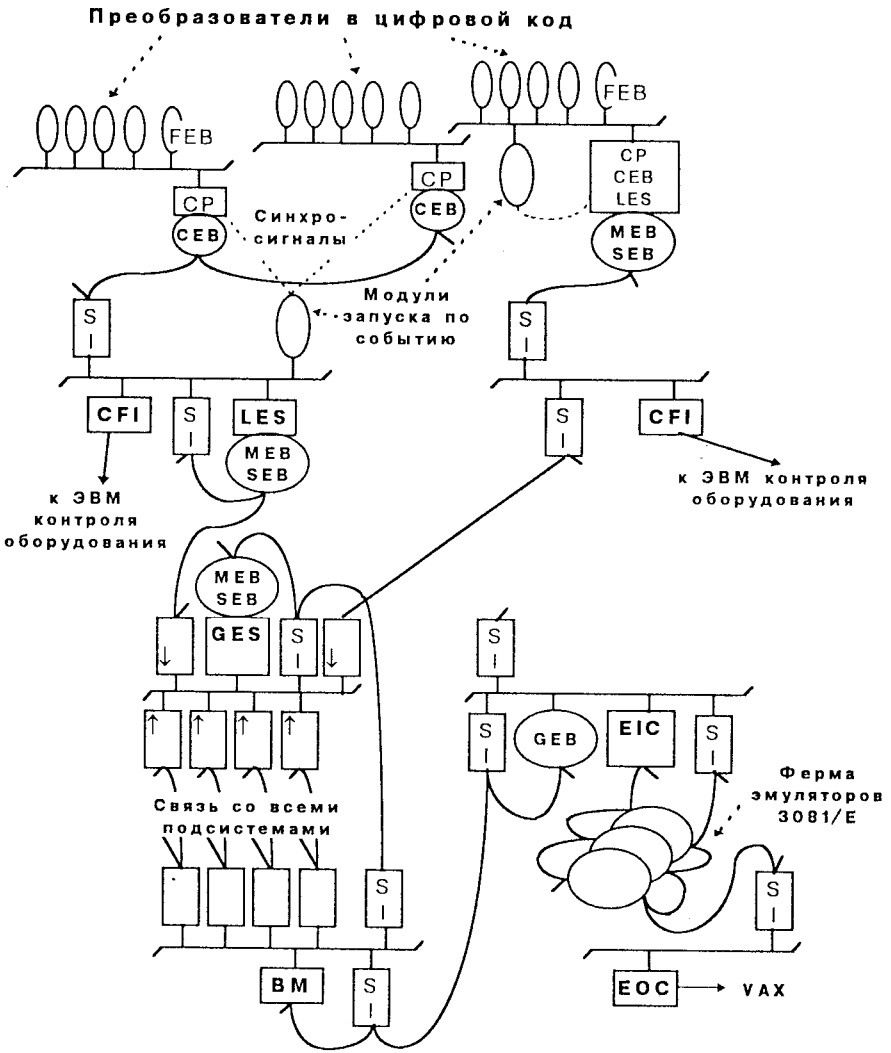 Преобразователи в цифровой код
FEB
FEB
CP
CEB
CP
CEB
CP
CEB
LES
MEB
SEB
Синхро-
сигналы
Модули
запуска по
событию
S
I
S
I
CFI
S
I
LES
MEB
SEB
S
I
CFI
к ЭВМ
контроля
оборудования
к ЭВМ контроля
оборудования
MEB
SEB
↓
GES
S
I
↓
S
I
↑
↑
↑
↑
S
I
GEB
EIC
S
I
Связь со всеми
подсистемами
Ферма
эмуляторов
3081/E
S
I
S
I
BM
S
I
EOC
VAX